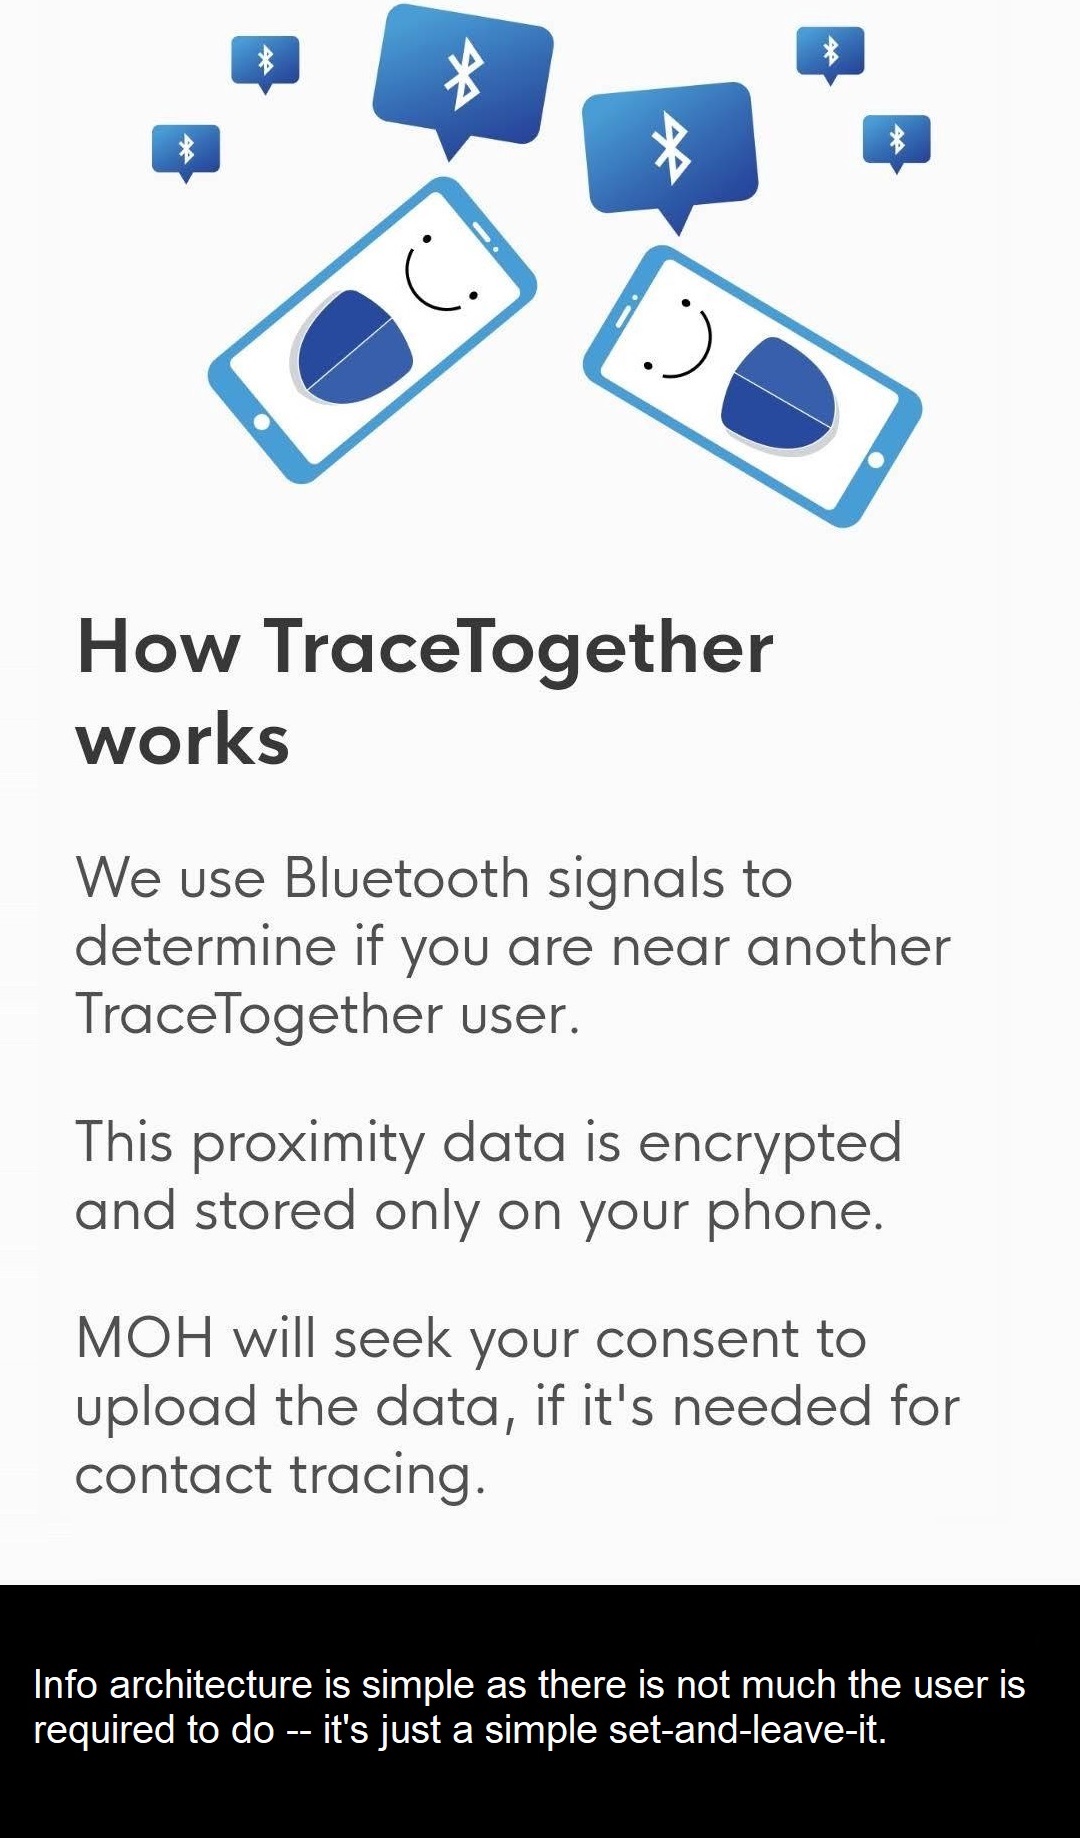 How TraceTogether
works
We use Bluetooth signals to
determine if you are near another
TraceTogether user.
This proximity data is encrypted
and stored only on your phone.
MOH will seek your consent to
upload the data, if it's needed for
contact tracing.
Info architecture is simple as there is not much the user is
required to do -- it's just a simple set-and-leave-it.